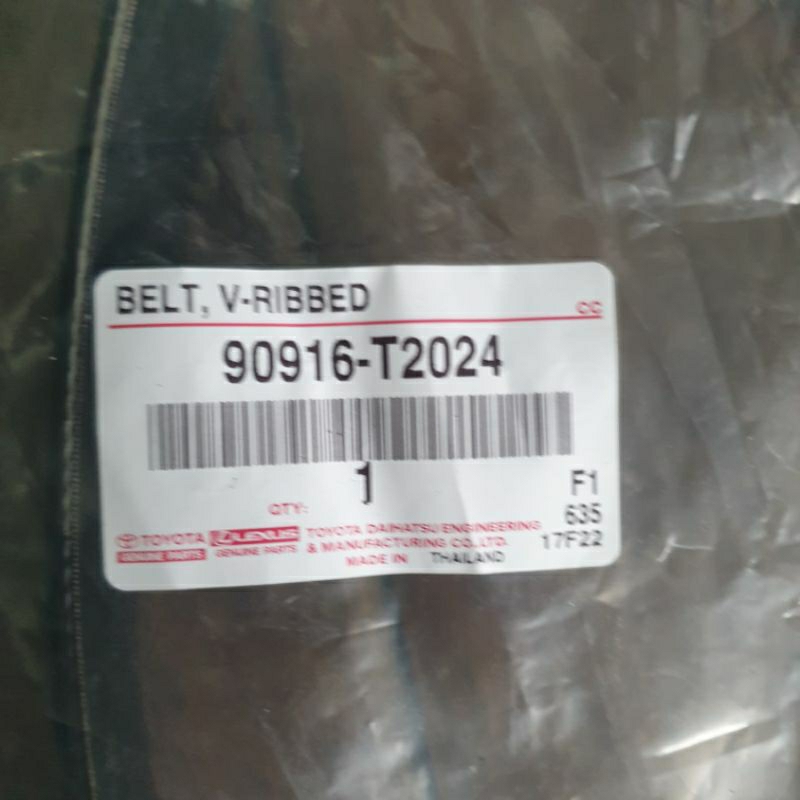 BELT, V-RIBBED
CC
90916-T2024
1
QTY:
F1
635
17F22
TOYOTA
GENUINE PARTS
LEXUS
GENUINE PARTS
TOYOTA DAIHATSU ENGINEERING
& MANUFACTURING CO.,LTD.
MADE IN THAILAND